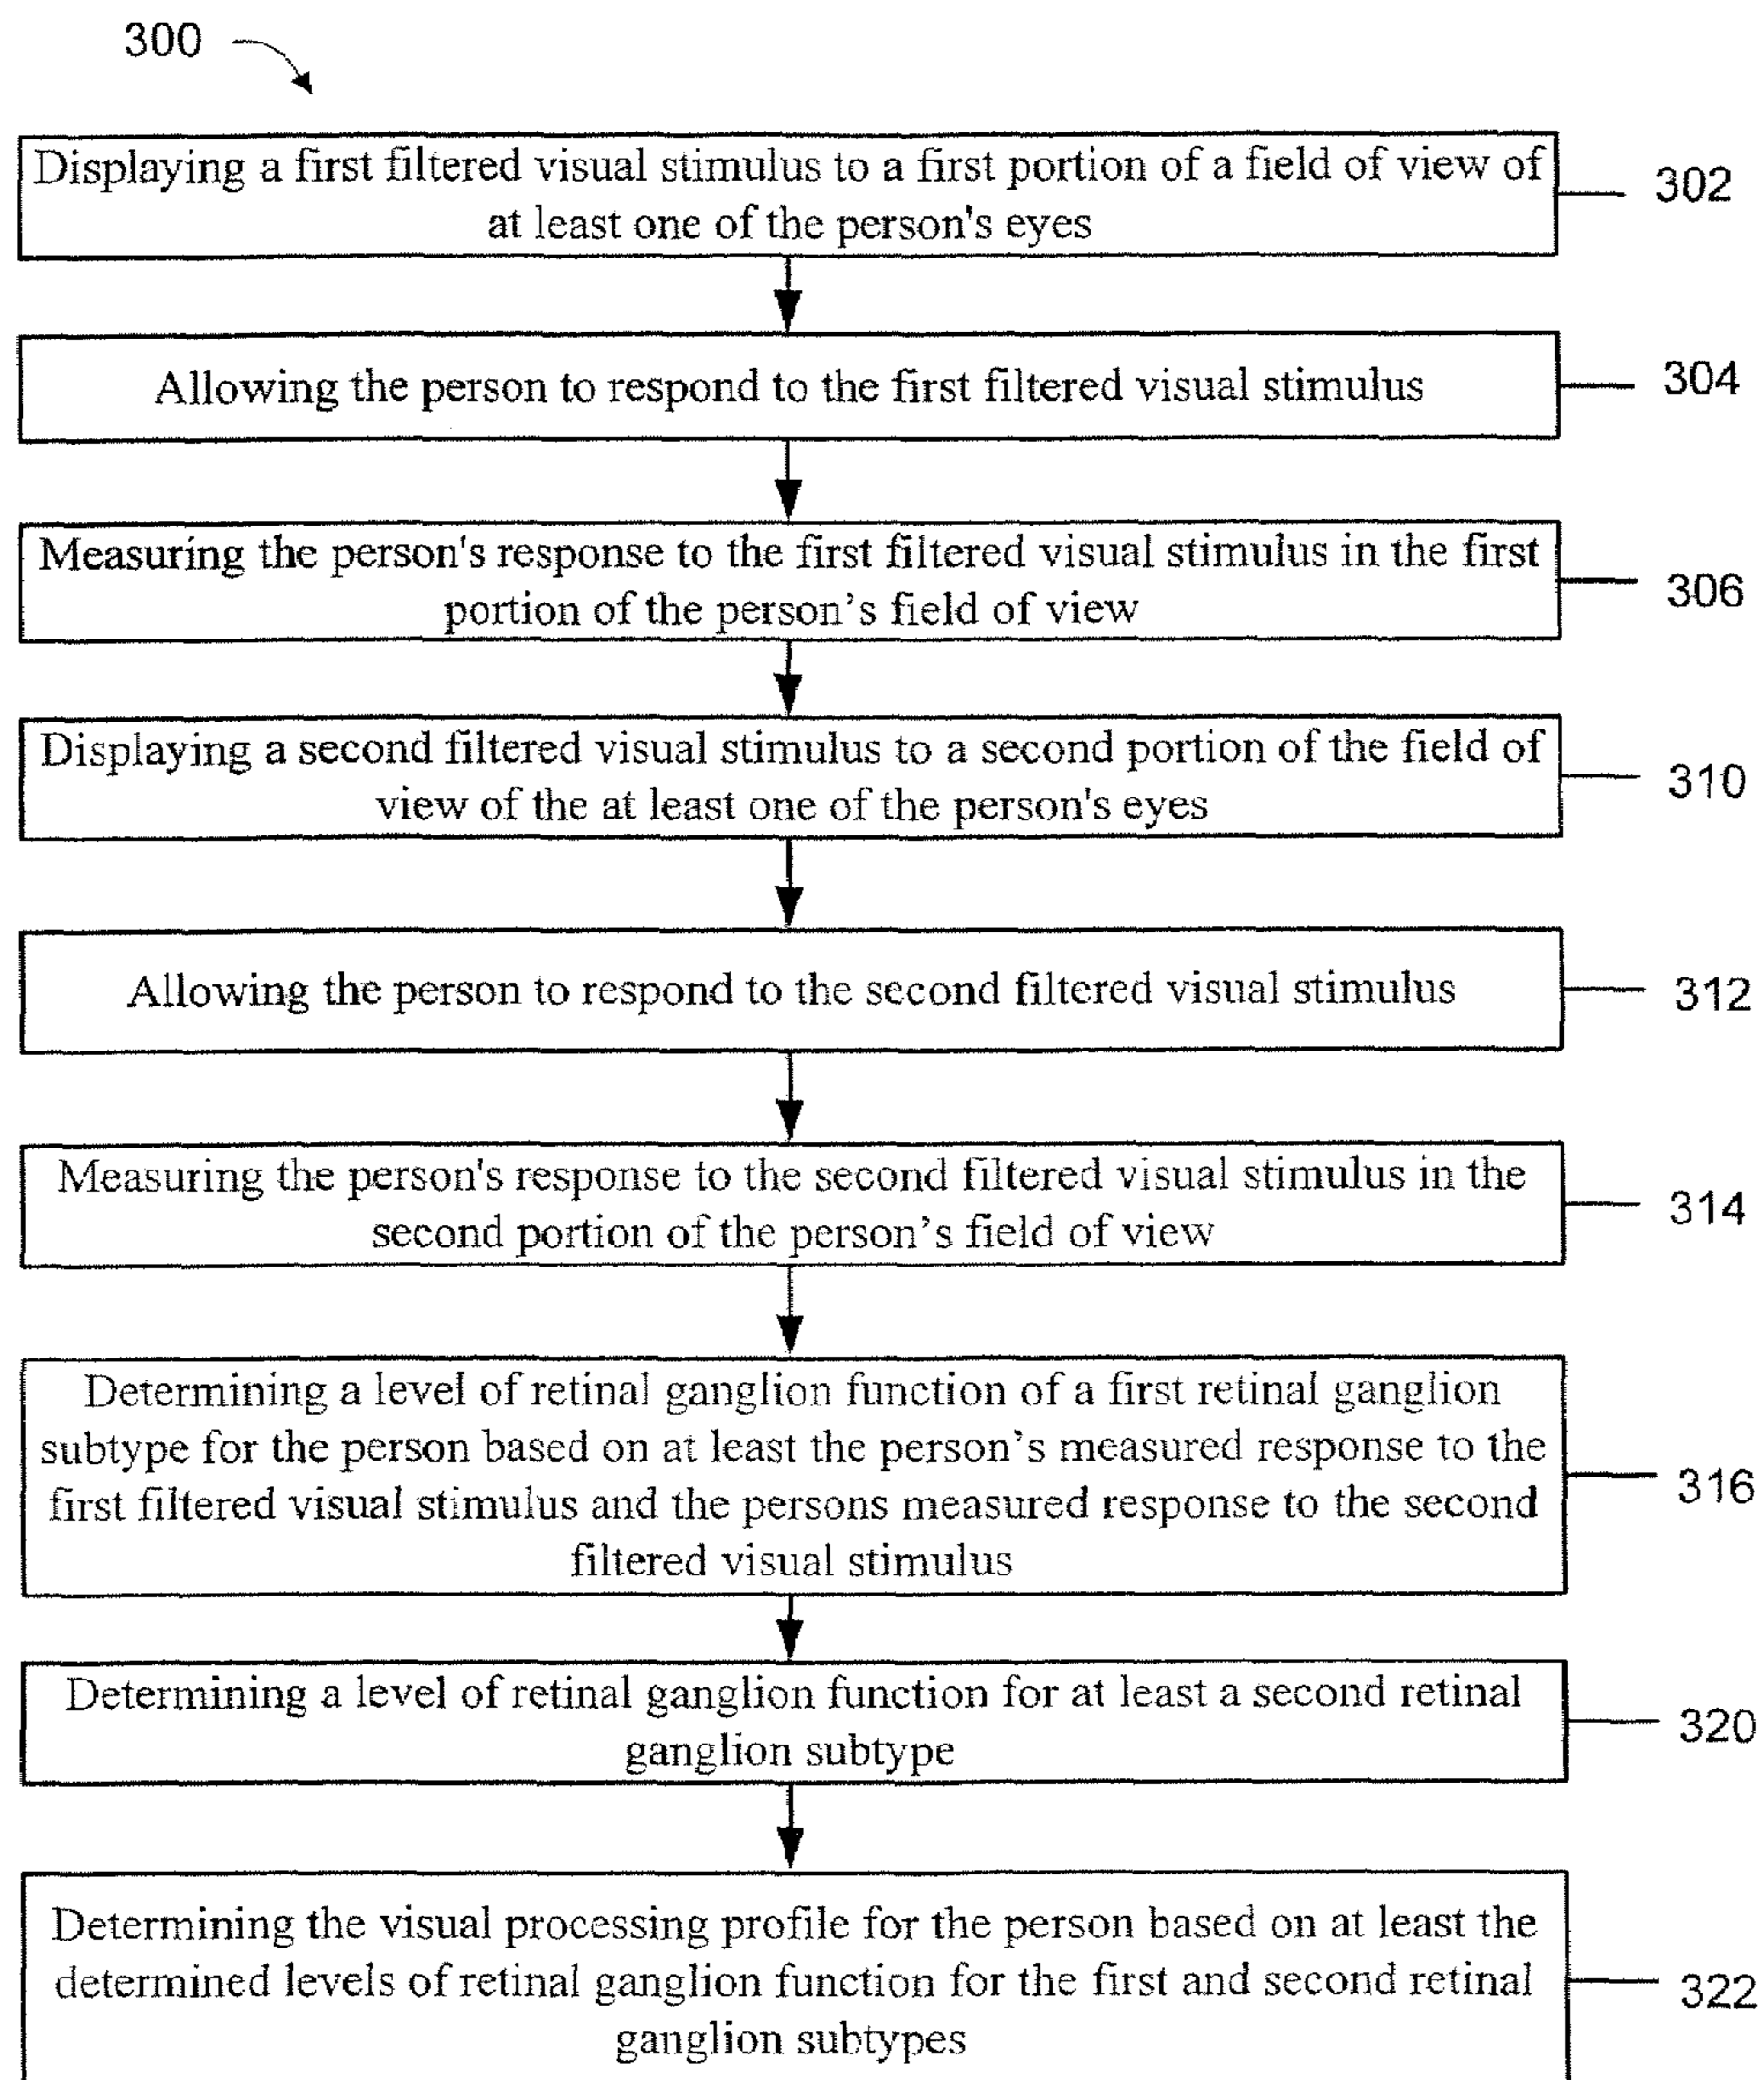 300
Displaying a first filtered visual stimulus to a first portion of a field of view of
at least one of the person's eyes
302
Allowing the person to respond to the first filtered visual stimulus
304
Measuring the person's response to the first filtered visual stimulus in the first
portion of the person’s field of view
306
Displaying a second filtered visual stimulus to a second portion of the field of
view of the at least one of the person's eyes
310
Allowing the person to respond to the second filtered visual stimulus
312
Measuring the person's response to the second filtered visual stimulus in the
second portion of the person’s field of view
314
Determining a level of retinal ganglion function of a first retinal ganglion
subtype for the person based on at least the person’s measured response to the
first filtered visual stimulus and the persons measured response to the second
filtered visual stimulus
316
Determining a level of retinal ganglion function for at least a second retinal
ganglion subtype
320
Determining the visual processing profile for the person based on at least the
determined levels of retinal ganglion function for the first and second retinal
ganglion subtypes
322